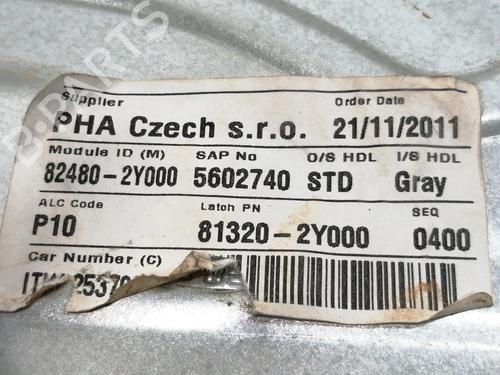 Supplier Order Date
PHA Czech s.r.o. 21/11/2011
Module ID (M) SAP No O/S HDL I/S HDL
82480-2Y000 5602740 STD Gray
ALC Code Latch PN SEQ
P10 81320-2Y000 0400
Car Number (C)
B-PARTS